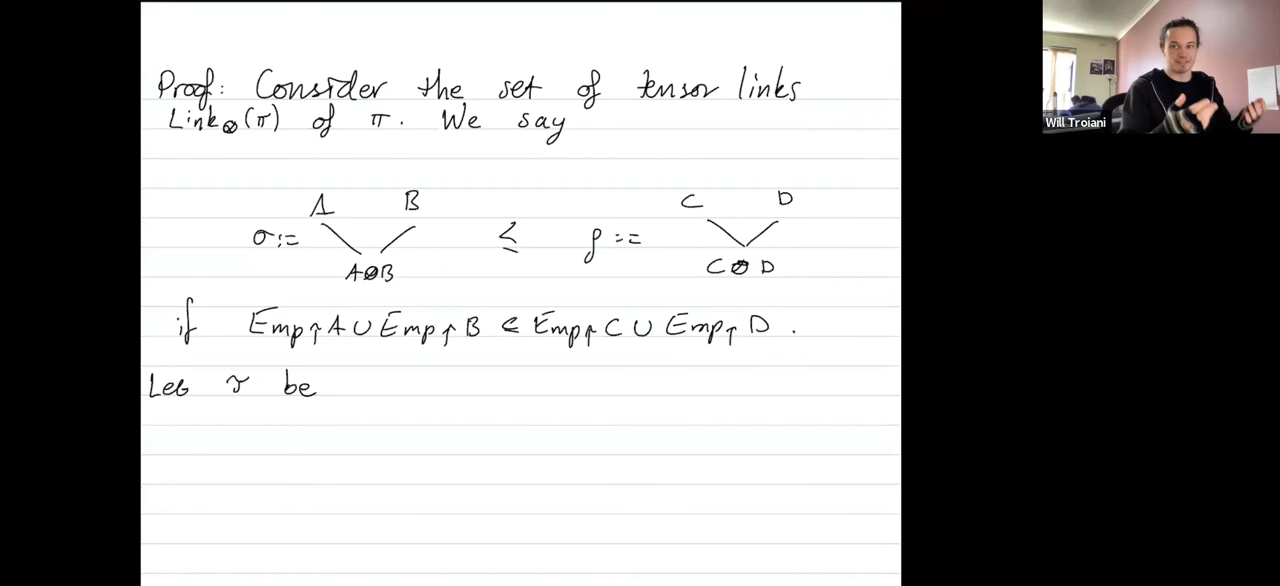 Proof: Consider the set of tensor links
Link⊗(π) of π. We say
A B C D
σ:= ≤ ρ:=
A⊗B C⊗D
if Emp↑A ∪ Emp↑B ⊆ Emp↑C ∪ Emp↑D.
Let τ be
Will Troiani